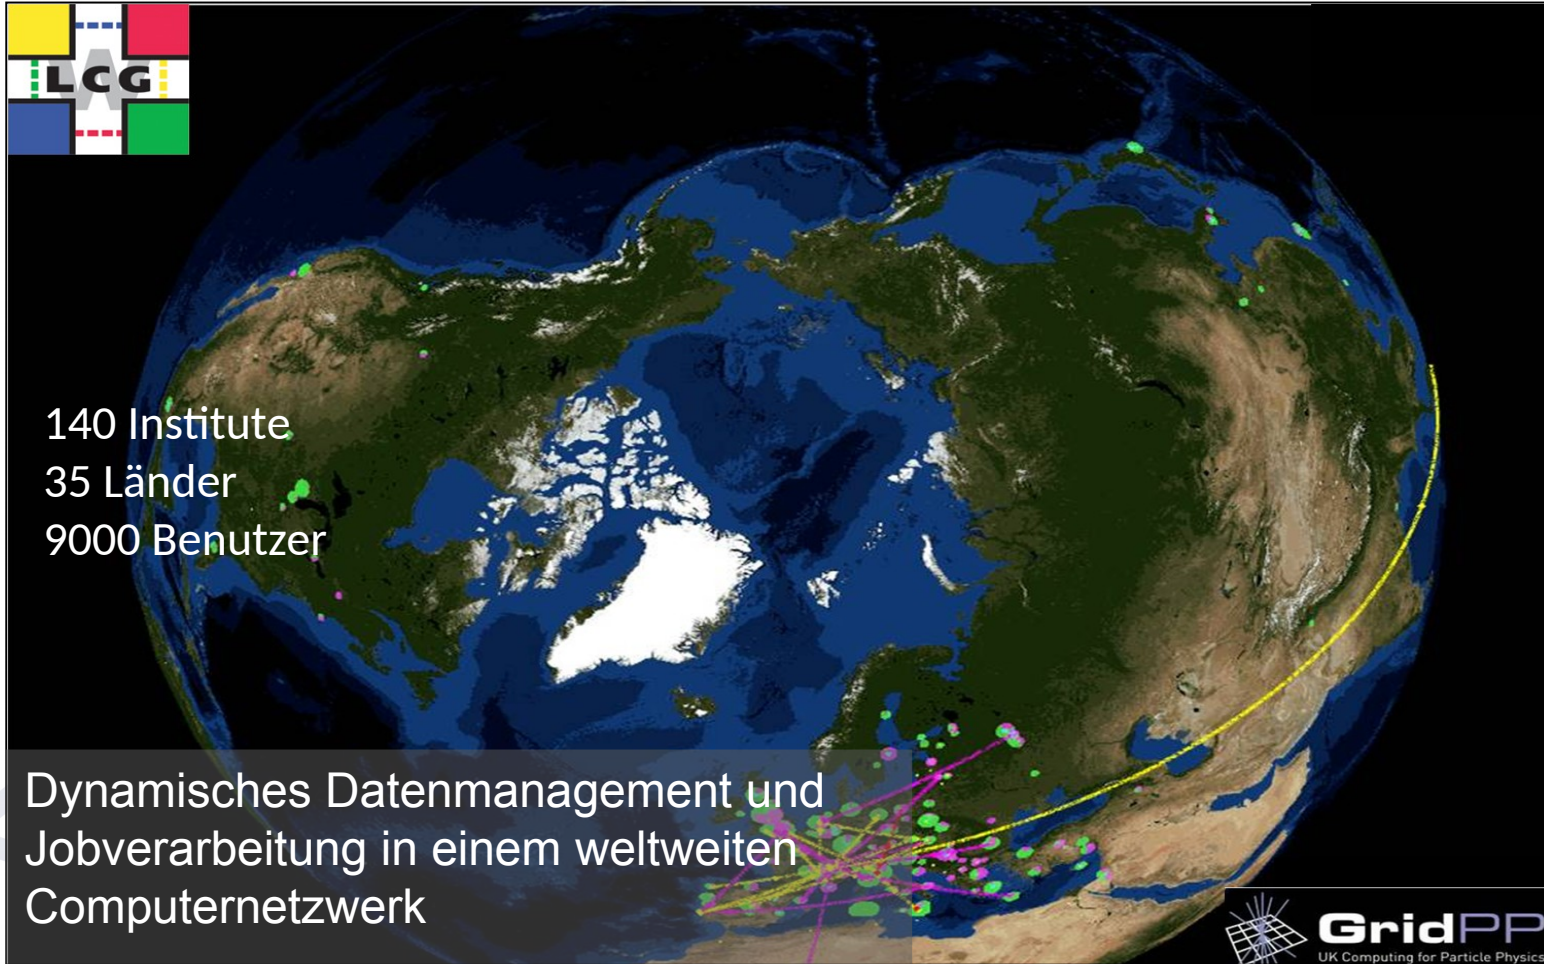 LCG
140 Institute
35 Länder
9000 Benutzer
Dynamisches Datenmanagement und
Jobverarbeitung in einem weltweiten
Computernetzwerk
GridPP
UK Computing for Particle Physics